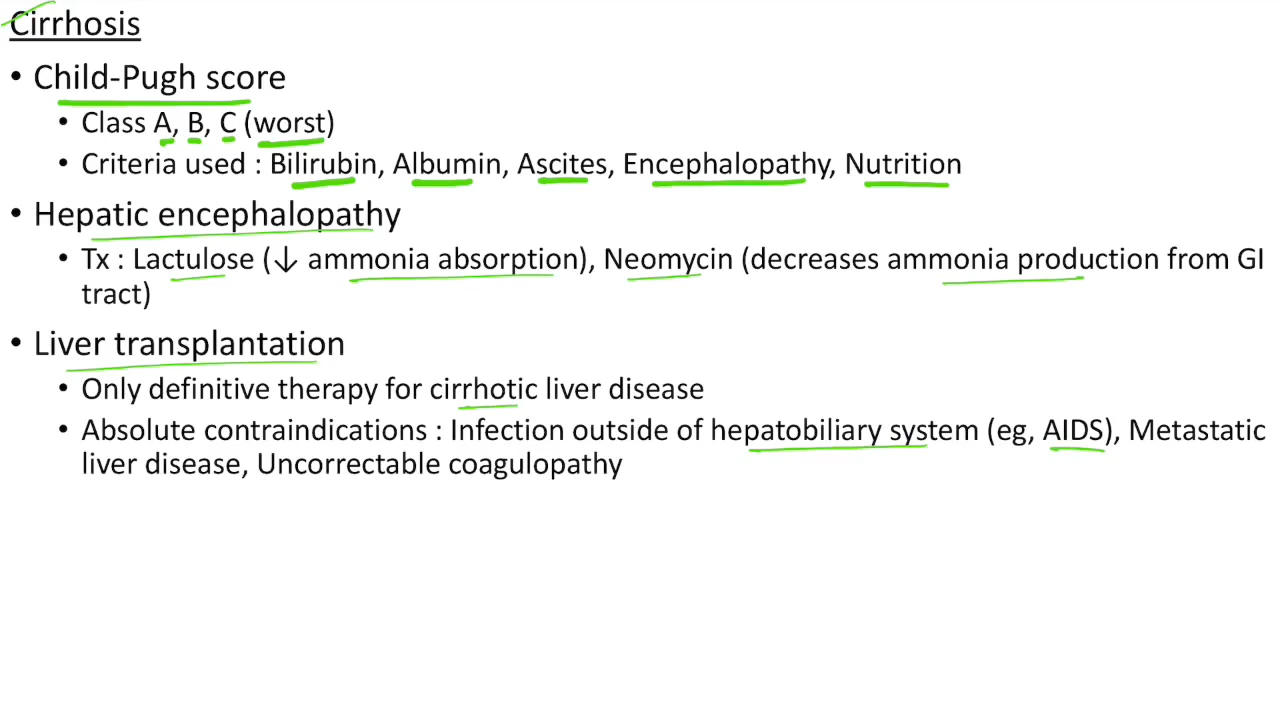 Cirrhosis
• Child-Pugh score
• Class A, B, C (worst)
• Criteria used : Bilirubin, Albumin, Ascites, Encephalopathy, Nutrition
• Hepatic encephalopathy
• Tx : Lactulose (↓ ammonia absorption), Neomycin (decreases ammonia production from GI
tract)
• Liver transplantation
• Only definitive therapy for cirrhotic liver disease
• Absolute contraindications : Infection outside of hepatobiliary system (eg, AIDS), Metastatic
liver disease, Uncorrectable coagulopathy